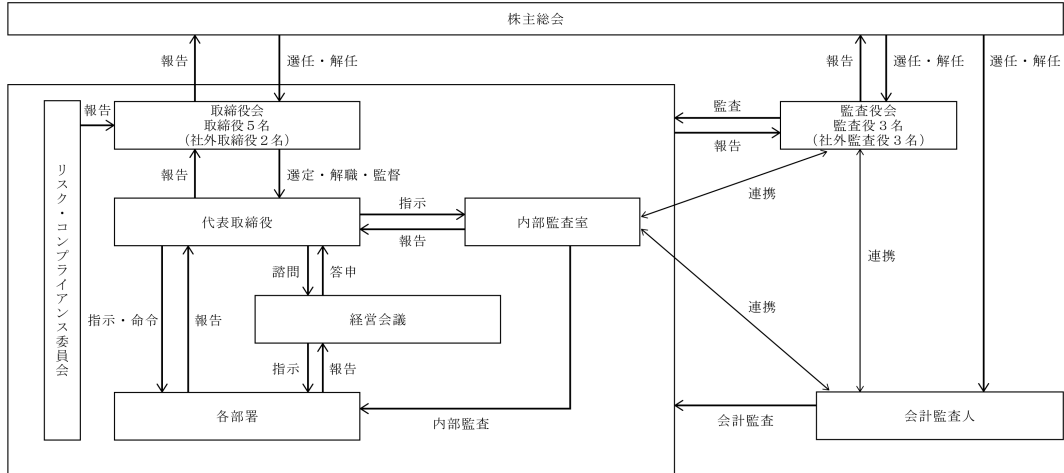 株主総会
報告
選任・解任
報告
選任・解任
選任・解任
報告
取締役会
取締役5名
(社外取締役2名)
監査
報告
監査役会
監査役3名
(社外監査役3名)
リスク・コンプライアンス委員会
報告
選定・解職・監督
連携
代表取締役
指示
報告
内部監査室
連携
諮問
答申
連携
指示・命令
報告
経営会議
指示
報告
各部署
内部監査
会計監査
会計監査人